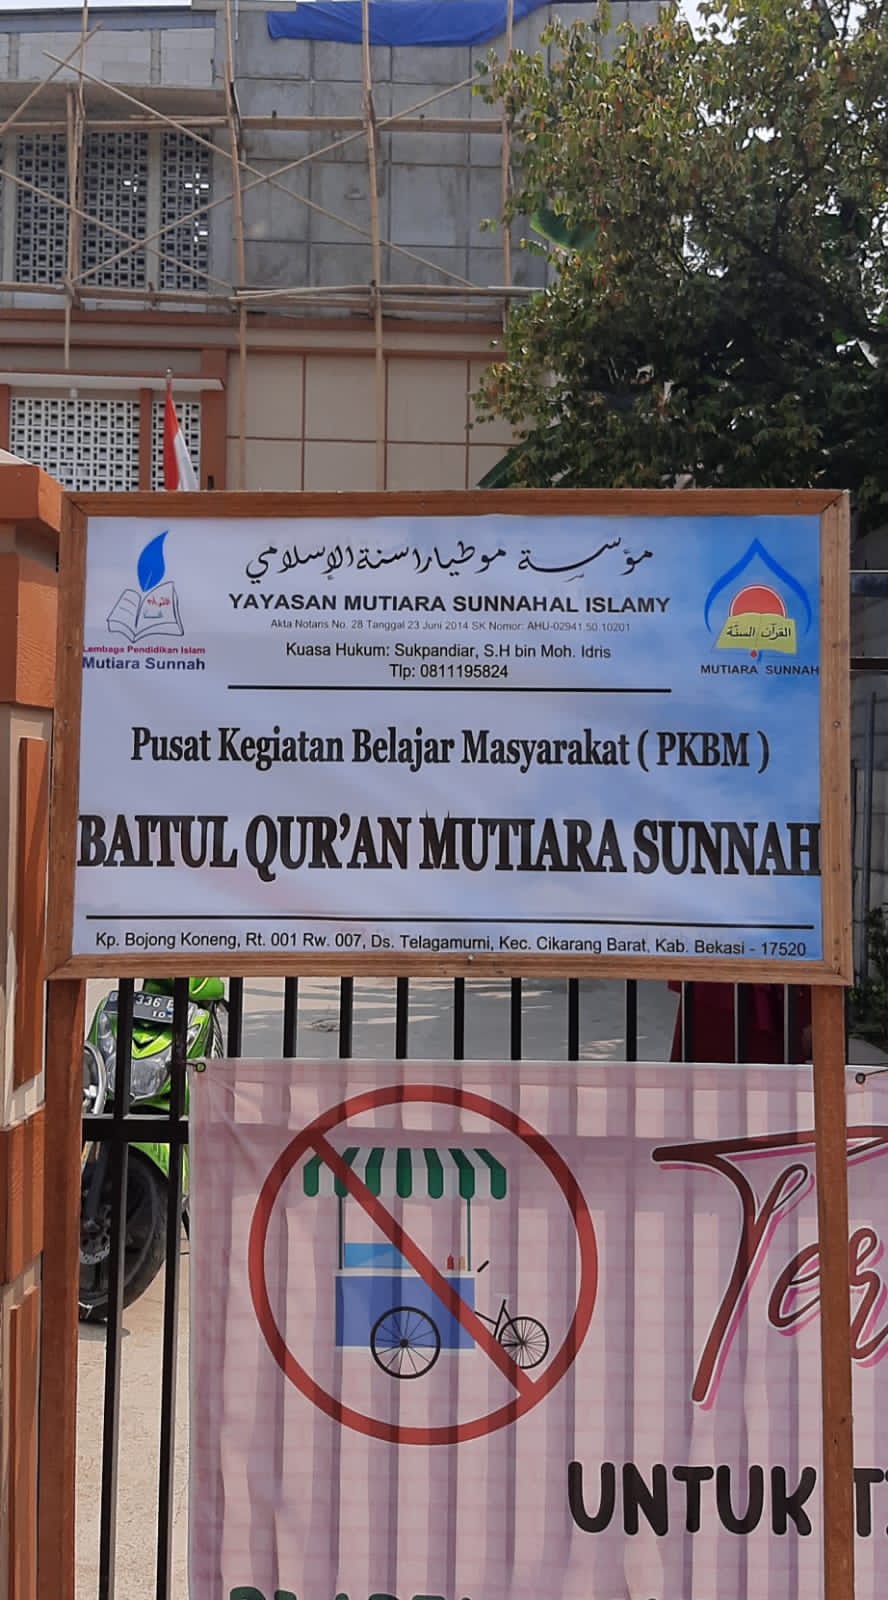 مؤسسة موطيارا سنة الإسلامي
YAYASAN MUTIARA SUNNAHAL ISLAMY
Akta Notaris No. 28 Tanggal 23 Juni 2014 SK Nomor: AHU-02941.50.10201
Kuasa Hukum: Sukpandiar, S.H bin Moh. Idris
Tlp: 0811195824
Lembaga Pendidikan Islam
Mutiara Sunnah
القرآن السنة
MUTIARA SUNNAH
Pusat Kegiatan Belajar Masyarakat ( PKBM )
BAITUL QUR'AN MUTIARA SUNNAH
Kp. Bojong Koneng, Rt. 001 Rw. 007, Ds. Telagamurni, Kec. Cikarang Barat, Kab. Bekasi - 17520
Ter
UNTUK